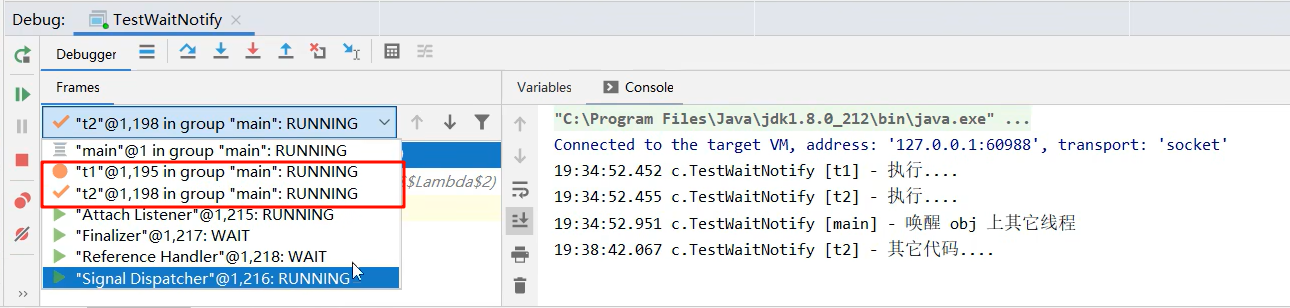 Debug: TestWaitNotify
Debugger
Frames
"t2"@1,198 in group "main": RUNNING
"main"@1 in group "main": RUNNING
"t1"@1,195 in group "main": RUNNING
"t2"@1,198 in group "main": RUNNING
$Lambda$2)
"Attach Listener"@1,215: RUNNING
"Finalizer"@1,217: WAIT
"Reference Handler"@1,218: WAIT
"Signal Dispatcher"@1,216: RUNNING
Variables Console
"C:\Program Files\Java\jdk1.8.0_212\bin\java.exe" ...
Connected to the target VM, address: '127.0.0.1:60988', transport: 'socket'
19:34:52.452 c.TestWaitNotify [t1] - 执行....
19:34:52.455 c.TestWaitNotify [t2] - 执行....
19:34:52.951 c.TestWaitNotify [main] - 唤醒 obj 上其它线程
19:38:42.067 c.TestWaitNotify [t2] - 其它代码....